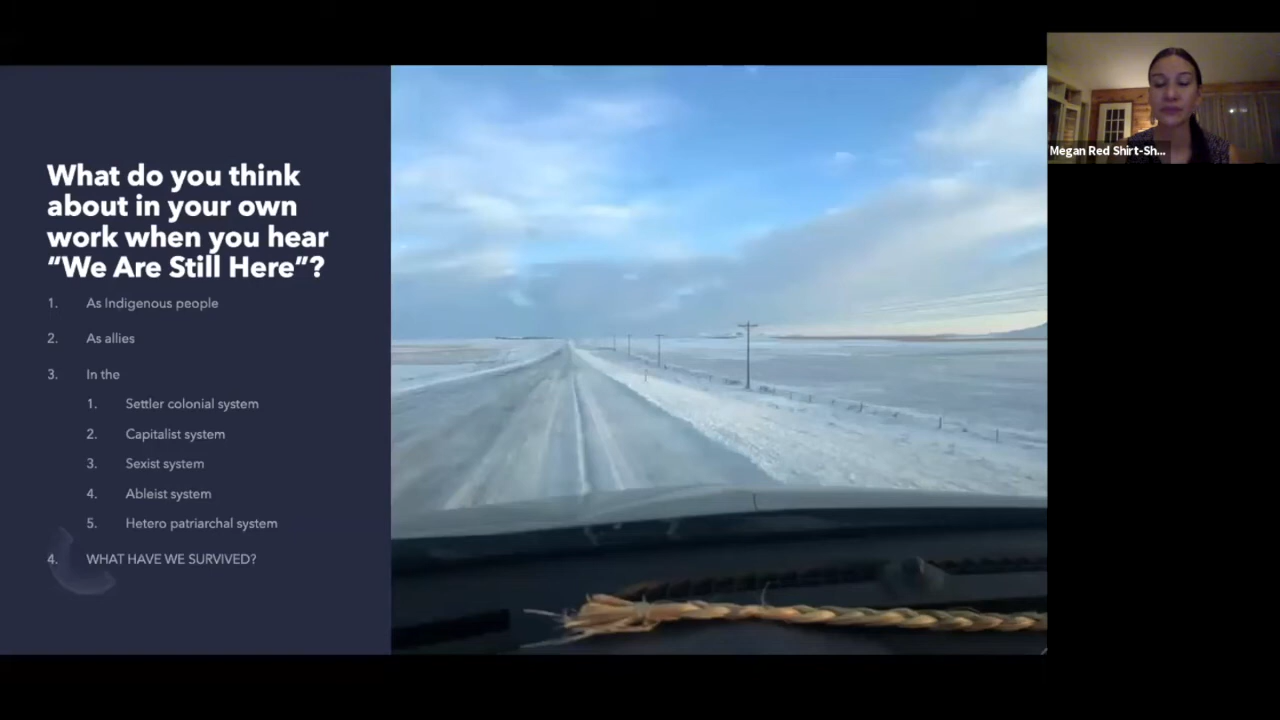 What do you think
about in your own
work when you hear
“We Are Still Here”?
1. As Indigenous people
2. As allies
3. In the
1. Settler colonial system
2. Capitalist system
3. Sexist system
4. Ableist system
5. Hetero patriarchal system
4. WHAT HAVE WE SURVIVED?
Megan Red Shirt-Sh...